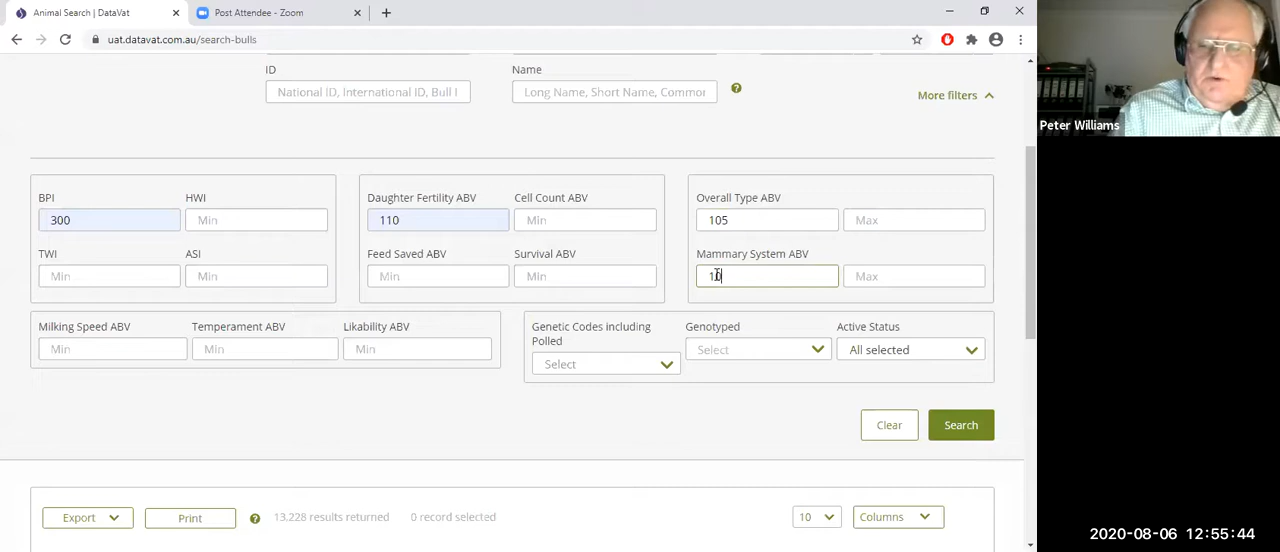 Animal Search | DataVat
Post Attendee - Zoom
uat.datavat.com.au/search-bulls
ID
Name
National ID, International ID, Bull I
Long Name, Short Name, Commor
More filters
BPI
HWI
Daughter Fertility ABV
Cell Count ABV
Overall Type ABV
300
Min
110
Min
105
Max
TWI
ASI
Feed Saved ABV
Survival ABV
Mammary System ABV
Min
Min
Min
Min
10
Max
Milking Speed ABV
Temperament ABV
Likability ABV
Genetic Codes including
Polled
Genotyped
Active Status
Min
Min
Min
Select
Select
All selected
Clear
Search
Export
Print
13.228 results returned
0 record selected
10
Columns
Peter Williams
2020-08-06 12:55:44